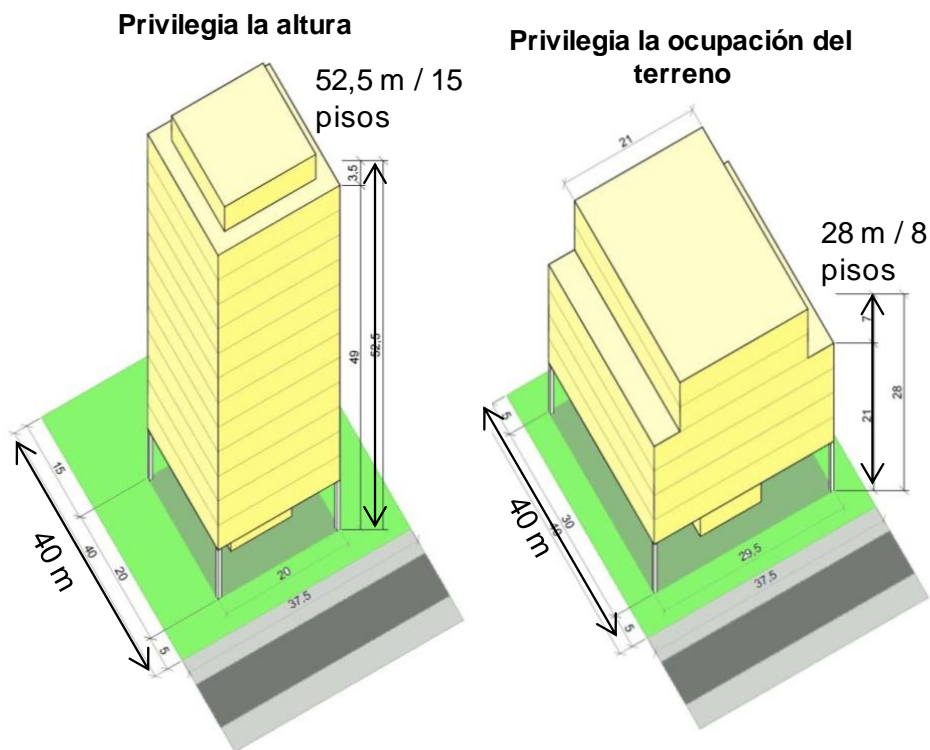 Privilegia la altura
52,5 m / 15
pisos
3,5
49
52,5
15
40
20
5
40 m
20
37,5
Privilegia la ocupación del
terreno
21
28 m / 8
pisos
7
21
28
5
30
40
5
40 m
29,5
37,5